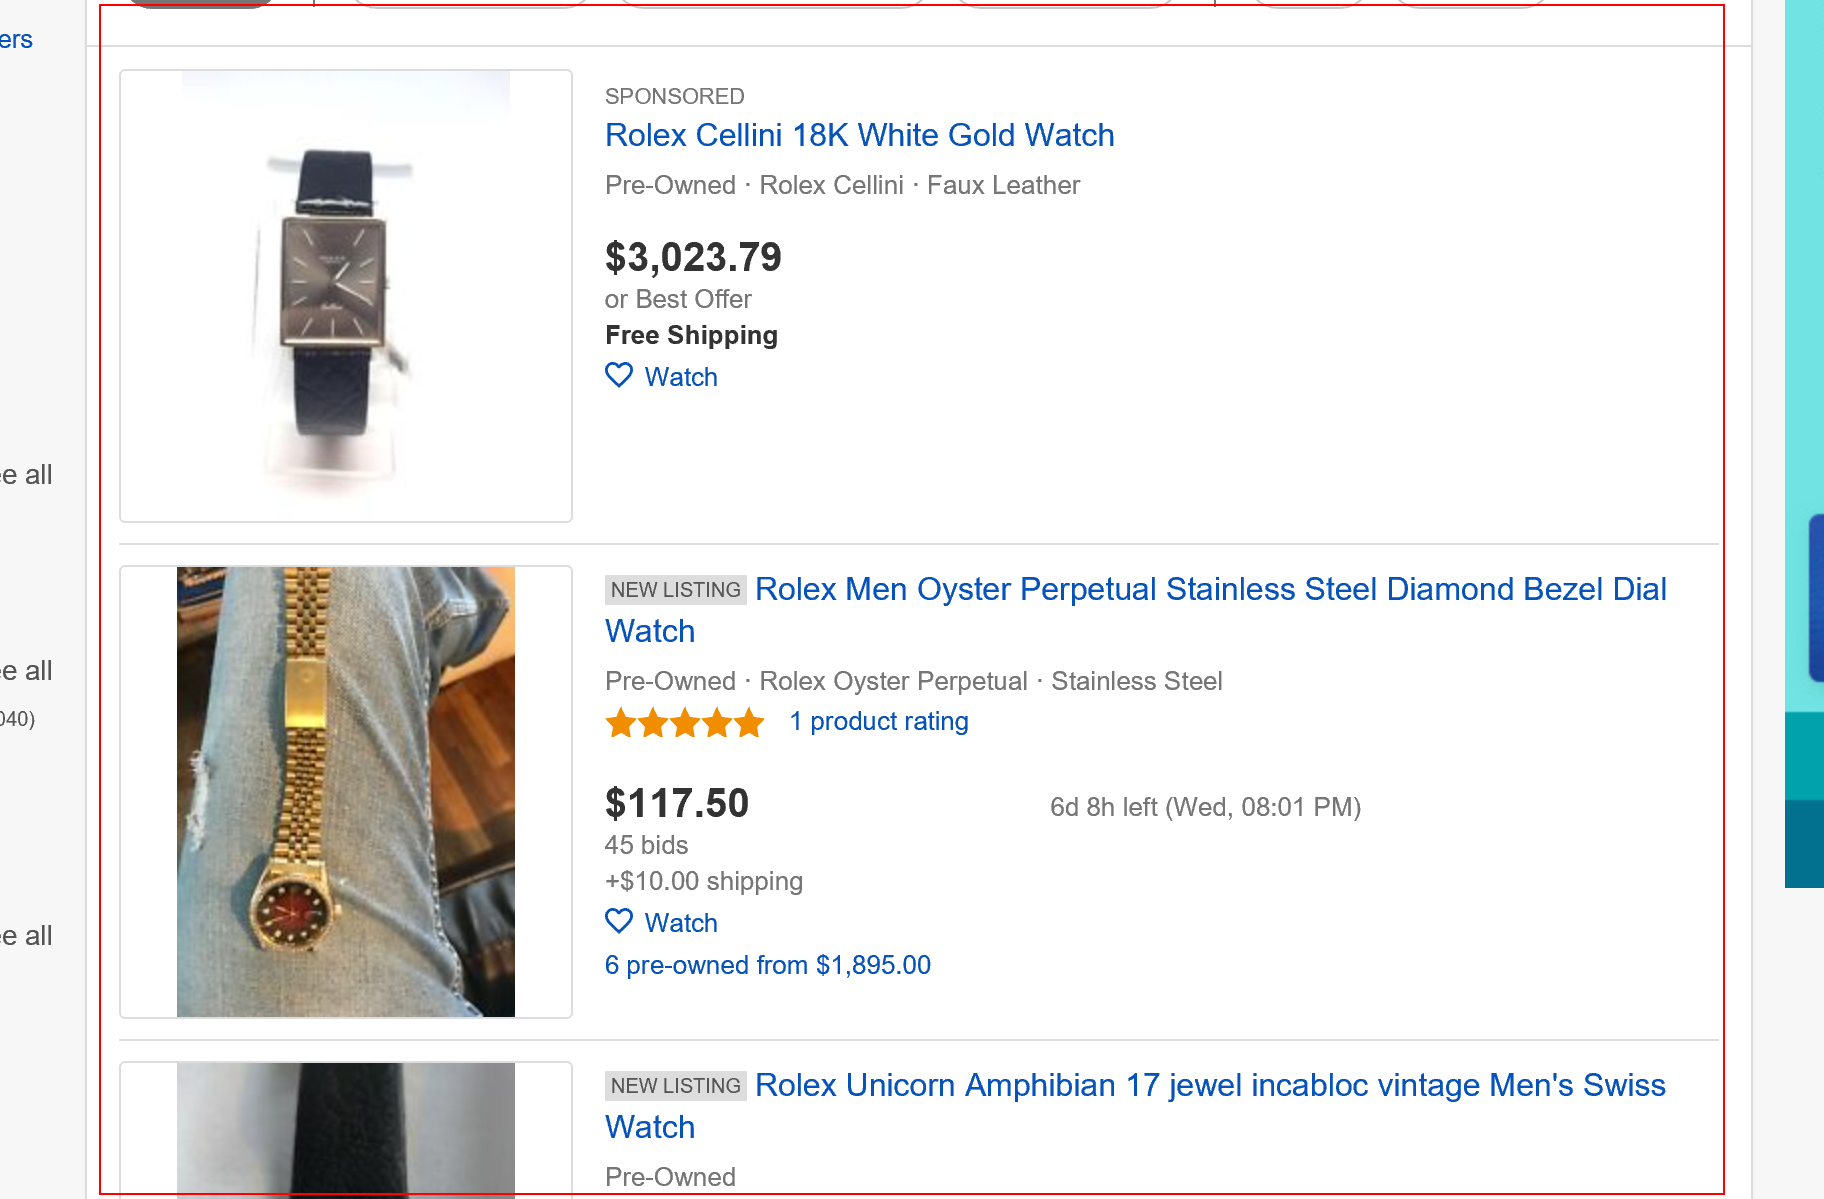 ers
SPONSORED
Rolex Cellini 18K White Gold Watch
Pre-Owned · Rolex Cellini · Faux Leather
$3,023.79
or Best Offer
Free Shipping
Watch
e all
NEW LISTING Rolex Men Oyster Perpetual Stainless Steel Diamond Bezel Dial
Watch
Pre-Owned · Rolex Oyster Perpetual · Stainless Steel
1 product rating
e all
040)
$117.50
6d 8h left (Wed, 08:01 PM)
45 bids
+$10.00 shipping
Watch
6 pre-owned from $1,895.00
e all
NEW LISTING Rolex Unicorn Amphibian 17 jewel incabloc vintage Men's Swiss
Watch
Pre-Owned